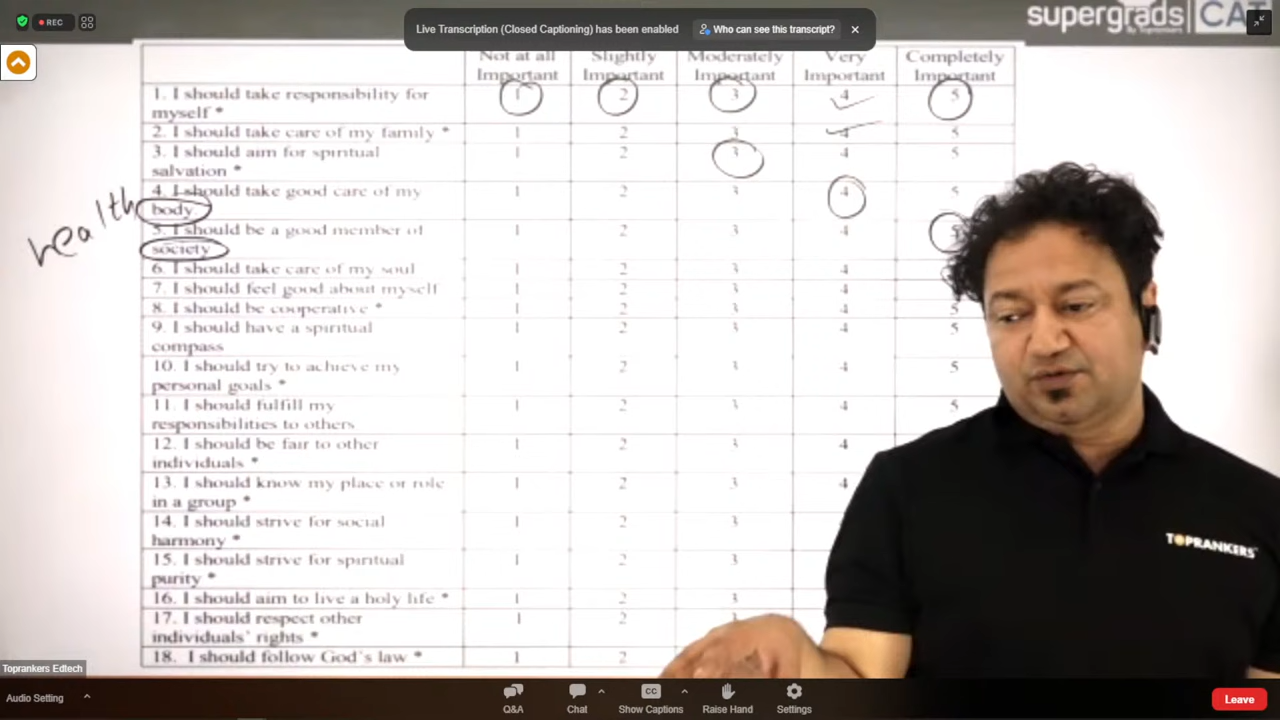 REC
Live Transcription (Closed Captioning) has been enabled
Who can see this transcript?
supergrads CAT
Not at all Important
Slightly Important
Moderately Important
Very Important
Completely Important
1. I should take responsibility for 1 2 3 4 5
myself *
2. I should take care of my family * 1 2 3 4 5
3. I should aim for spiritual 1 2 3 4 5
salvation *
4. I should take good care of my 1 2 3 4 5
body
health
5. I should be a good member of 1 2 3 4
society
6. I should take care of my soul 1 2 3 4 5
7. I should feel good about myself 1 2 3 4 5
8. I should be cooperative * 1 2 3 4 5
9. I should have a spiritual 1 2 3 4 5
compass
10. I should try to achieve my 1 2 3 4 5
personal goals *
11. I should fulfill my 1 2 3 4 5
responsibilities to others
12. I should be fair to other 1 2 3 4
individuals *
13. I should know my place or role 1 2 3 4
in a group *
14. I should strive for social 1 2 3
harmony *
15. I should strive for spiritual 1 2 3
purity *
16. I should aim to live a holy life * 1 2 3
17. I should respect other 1 2
individuals' rights *
18. I should follow God's law * 1 2
TOPRANKERS
Toprankers Edtech
Audio Setting
Q&A
Chat
CC
Show Captions
Raise Hand
Settings
Leave